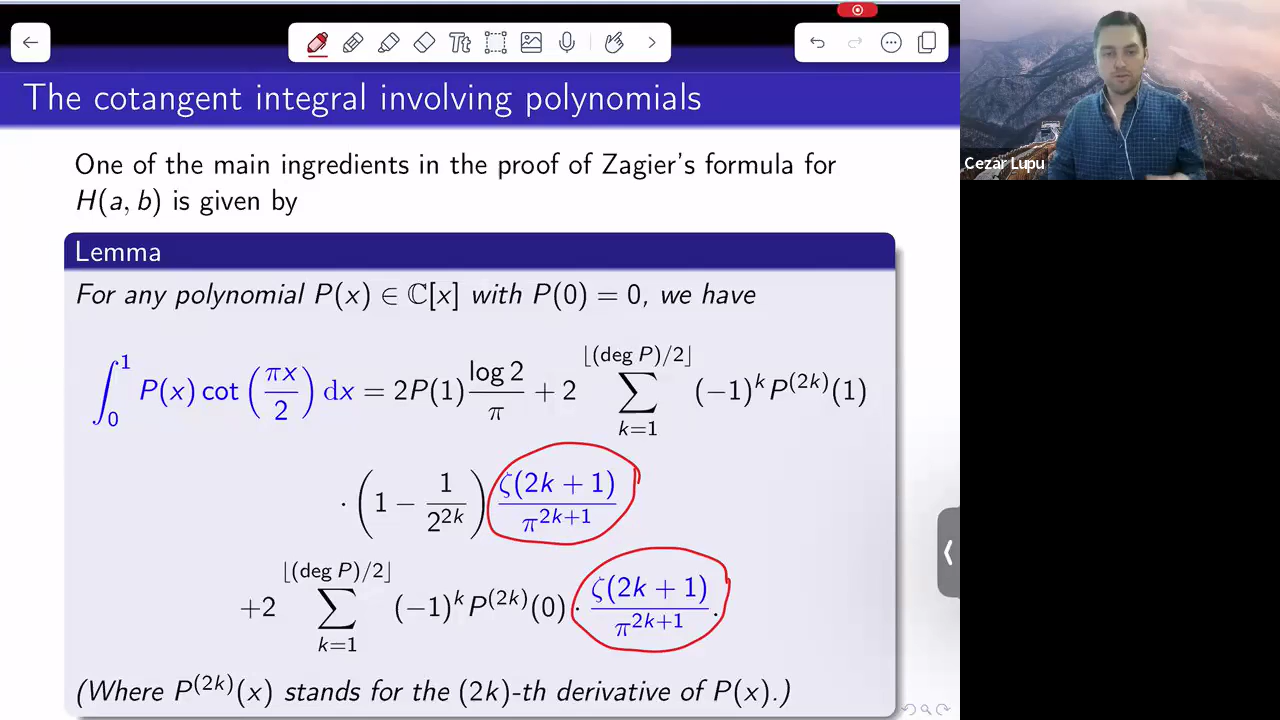 Tt
The cotangent integral involving polynomials
One of the main ingredients in the proof of Zagier's formula for
H(a, b) is given by
Lemma
For any polynomial P(x) ∈ ℂ[x] with P(0) = 0, we have
∫₀¹ P(x) cot (πx/2) dx = 2P(1) log 2/π + 2 ∑_{k=1}^{⌊(deg P)/2⌋} (−1)^k P^{(2k)}(1)
· (1 − 1/2^{2k}) ζ(2k + 1)/π^{2k+1}
+2 ∑_{k=1}^{⌊(deg P)/2⌋} (−1)^k P^{(2k)}(0) · ζ(2k + 1)/π^{2k+1}.
(Where P^{(2k)}(x) stands for the (2k)-th derivative of P(x).)
Cezar Lupu